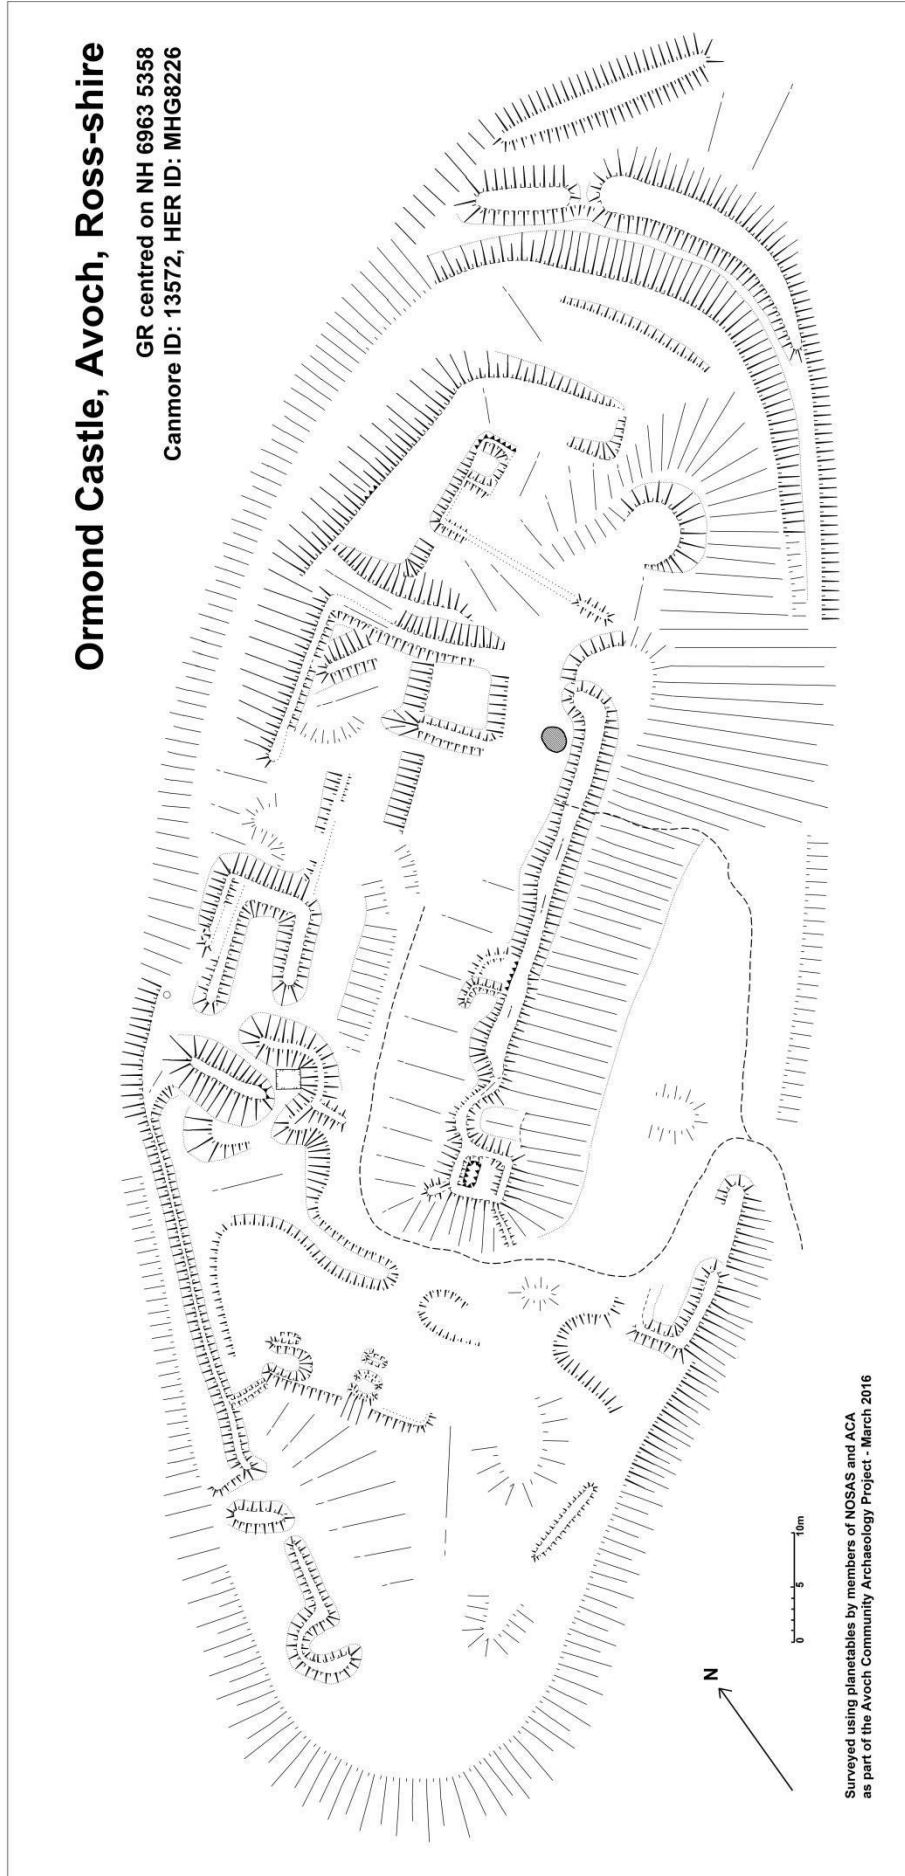 Ormond Castle, Avoch, Ross-shire
GR centred on NH 6963 5358
Canmore ID: 13572, HER ID: MHG8226
N
0 5 10m
Surveyed using planetables by members of NOSAS and ACA
as part of the Avoch Community Archaeology Project - March 2016